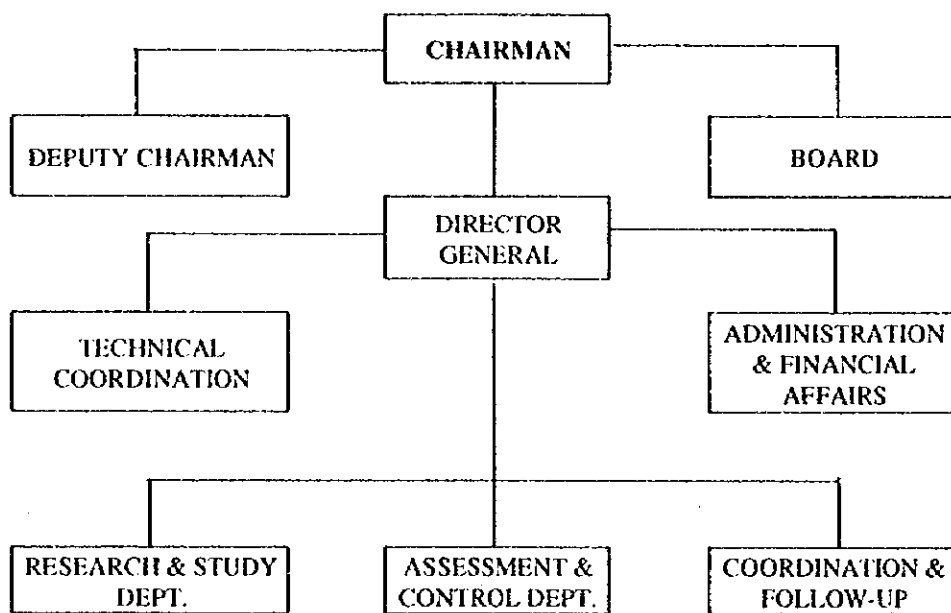 CHAIRMAN
DEPUTY CHAIRMAN
BOARD
DIRECTOR
GENERAL
TECHNICAL
COORDINATION
ADMINISTRATION
& FINANCIAL
AFFAIRS
RESEARCH & STUDY
DEPT.
ASSESSMENT &
CONTROL DEPT.
COORDINATION &
FOLLOW-UP